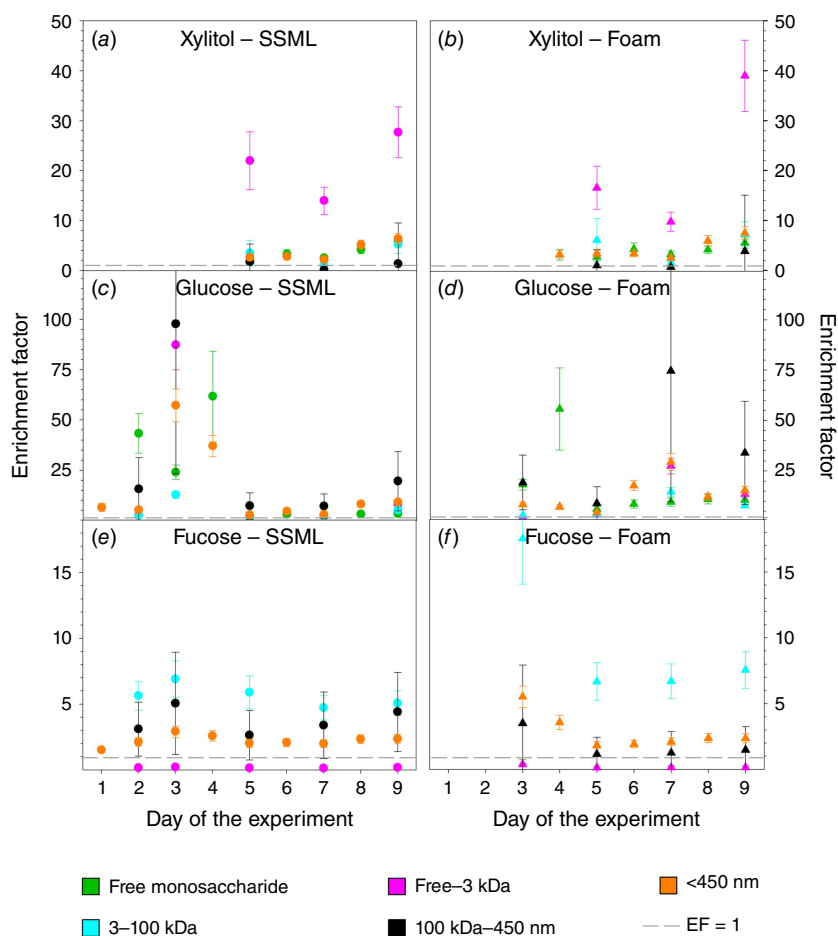 (a) Xylitol – SSML
(b) Xylitol – Foam
50
40
30
20
10
0
50
40
30
20
10
0
(c) Glucose – SSML
(d) Glucose – Foam
100
75
50
25
100
75
50
25
Enrichment factor
Enrichment factor
(e) Fucose – SSML
(f) Fucose – Foam
15
10
5
15
10
5
1 2 3 4 5 6 7 8 9
1 2 3 4 5 6 7 8 9
Day of the experiment
Day of the experiment
Free monosaccharide
Free–3 kDa
<450 nm
3–100 kDa
100 kDa–450 nm
EF = 1